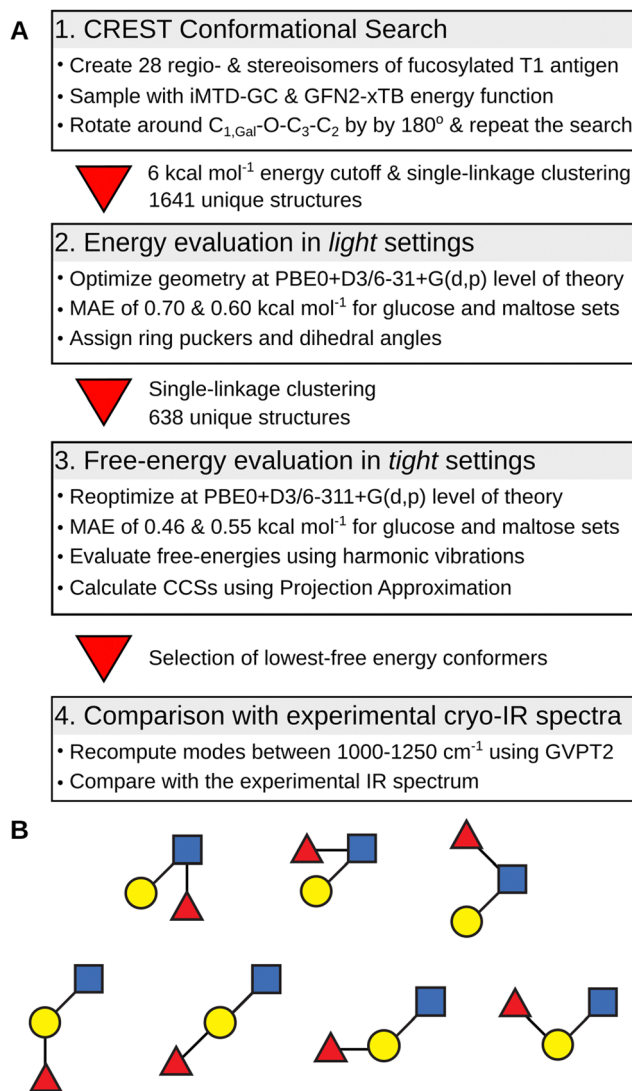 A
1. CREST Conformational Search
• Create 28 regio- & stereoisomers of fucosylated T1 antigen
• Sample with iMTD-GC & GFN2-xTB energy function
• Rotate around C1,Gal-O-C3-C2 by by 180o & repeat the search
6 kcal mol-1 energy cutoff & single-linkage clustering
1641 unique structures
2. Energy evaluation in light settings
• Optimize geometry at PBE0+D3/6-31+G(d,p) level of theory
• MAE of 0.70 & 0.60 kcal mol-1 for glucose and maltose sets
• Assign ring puckers and dihedral angles
Single-linkage clustering
638 unique structures
3. Free-energy evaluation in tight settings
• Reoptimize at PBE0+D3/6-311+G(d,p) level of theory
• MAE of 0.46 & 0.55 kcal mol-1 for glucose and maltose sets
• Evaluate free-energies using harmonic vibrations
• Calculate CCSs using Projection Approximation
Selection of lowest-free energy conformers
4. Comparison with experimental cryo-IR spectra
• Recompute modes between 1000-1250 cm-1 using GVPT2
• Compare with the experimental IR spectrum
B